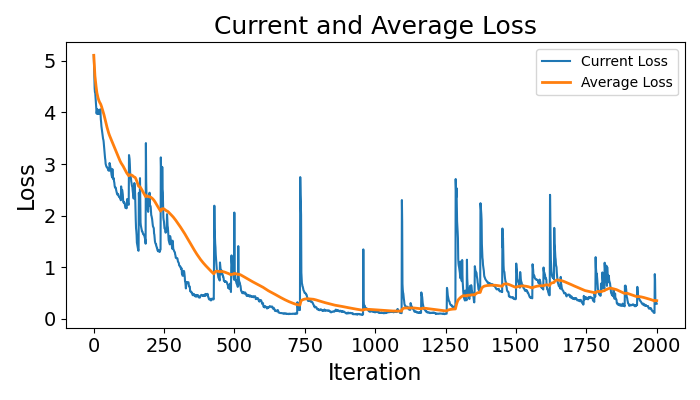 Current and Average Loss
Current Loss
Average Loss
Loss
5
4
3
2
1
0
0 250 500 750 1000 1250 1500 1750 2000
Iteration